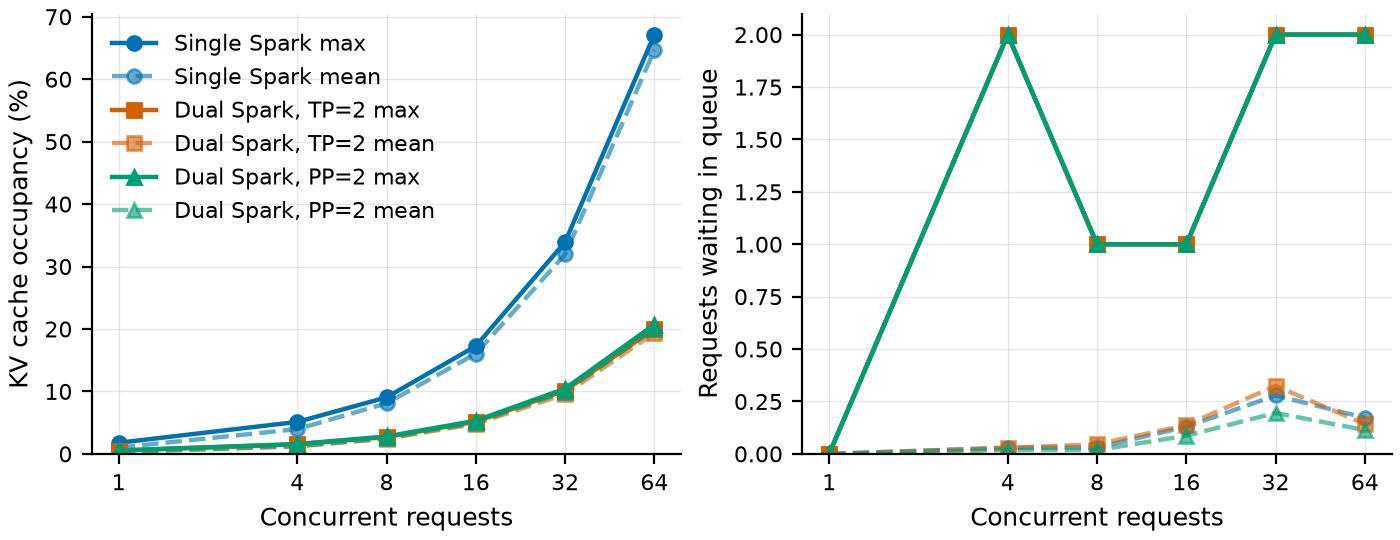 70
60
50
40
30
20
10
0
KV cache occupancy (%)
Single Spark max
Single Spark mean
Dual Spark, TP=2 max
Dual Spark, TP=2 mean
Dual Spark, PP=2 max
Dual Spark, PP=2 mean
1 4 8 16 32 64
Concurrent requests
2.00
1.75
1.50
1.25
1.00
0.75
0.50
0.25
0.00
Requests waiting in queue
1 4 8 16 32 64
Concurrent requests